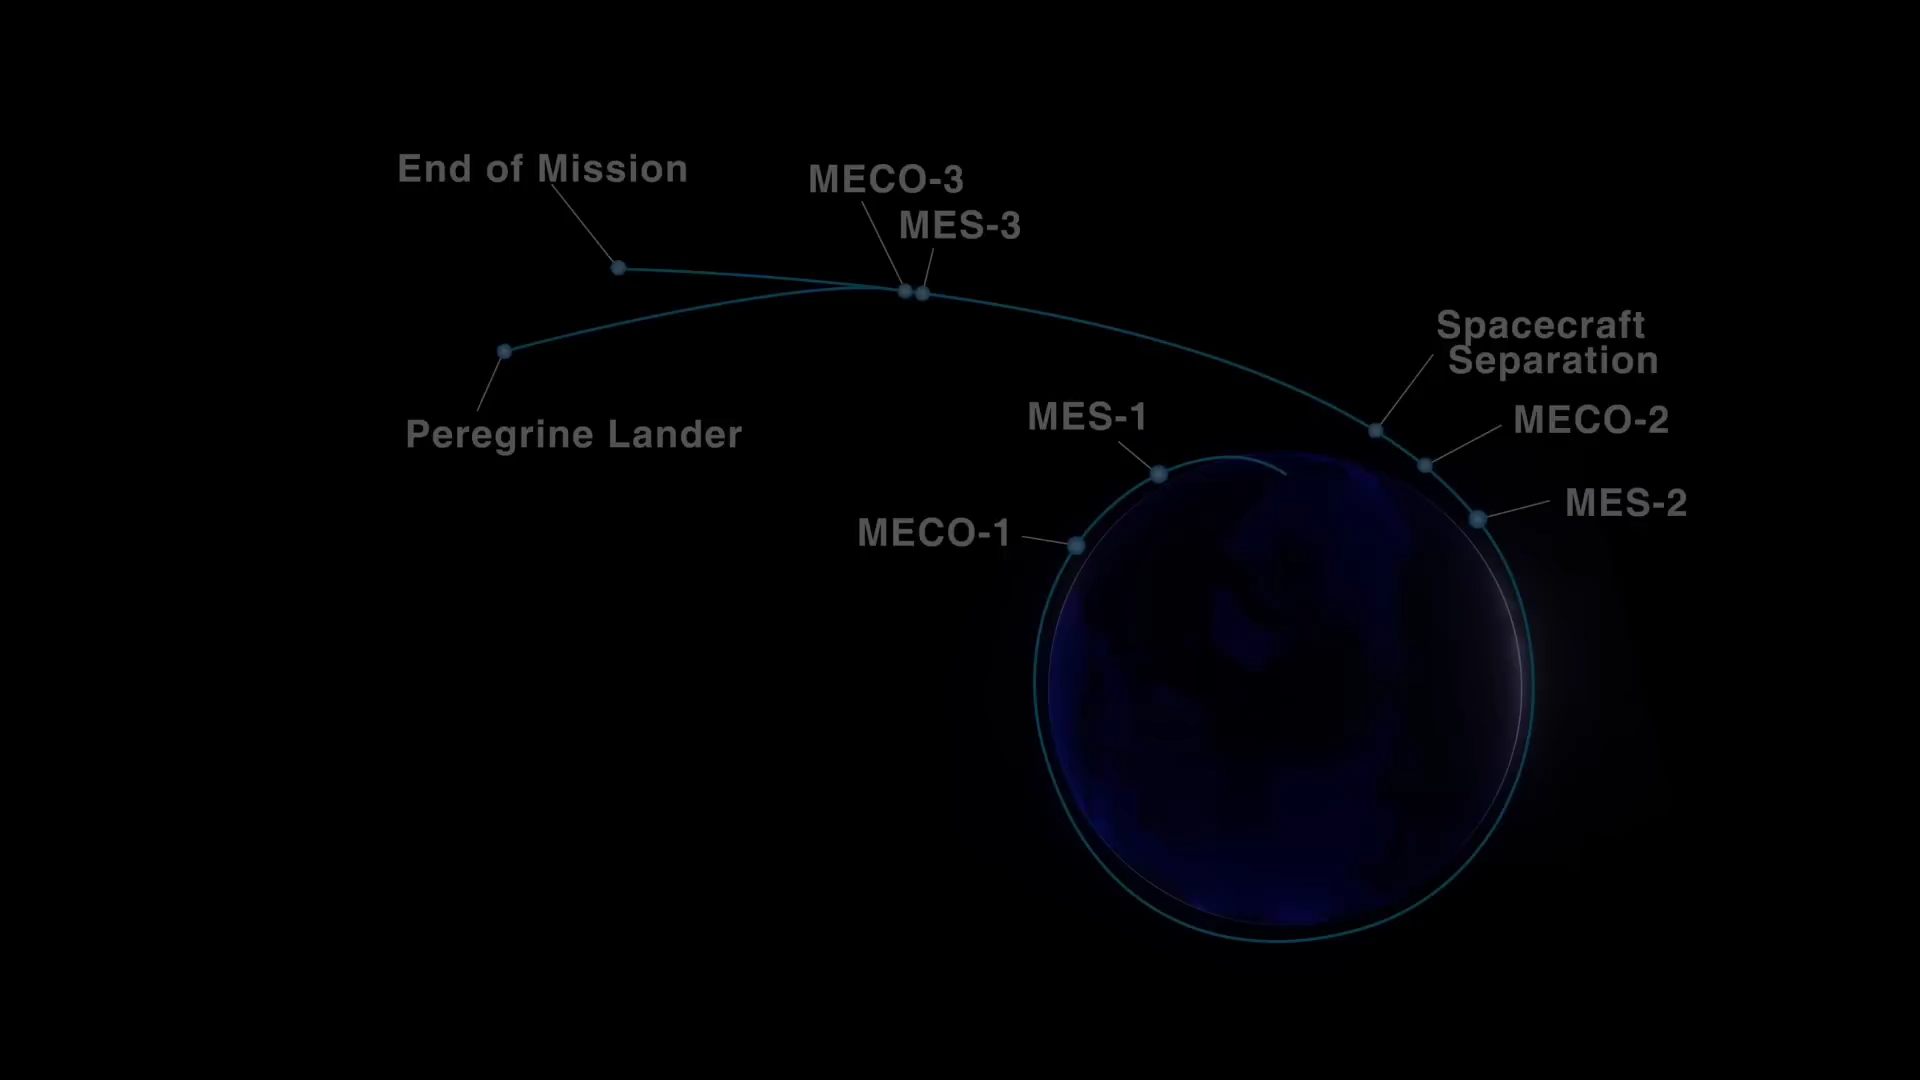 End of Mission
MECO-3
MES-3
Spacecraft
Separation
MES-1
MECO-2
Peregrine Lander
MES-2
MECO-1